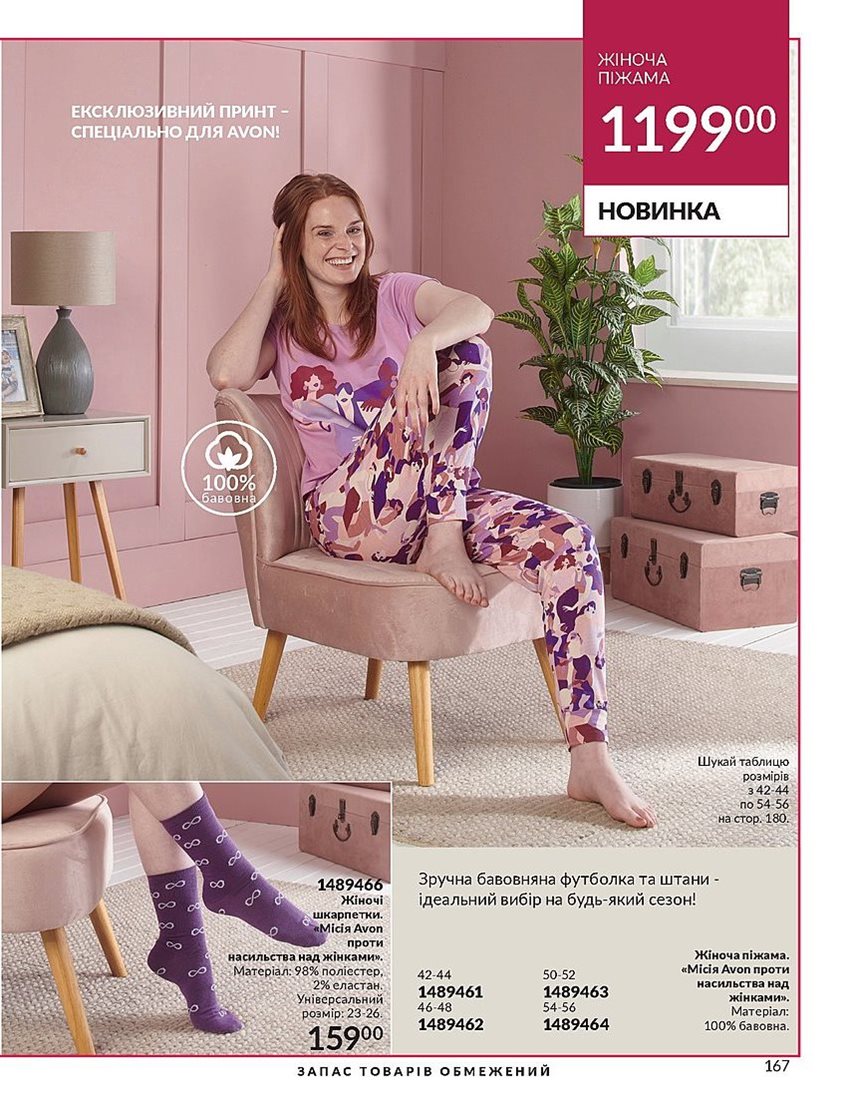 ЖІНОЧА
ПІЖАМА
1199⁰⁰
НОВИНКА
ЕКСКЛЮЗИВНИЙ ПРИНТ –
СПЕЦІАЛЬНО ДЛЯ AVON!
100%
бавовна
Шукай таблицю
розмірів
з 42-44
по 54-56
на стор. 180.
1489466
Жіночі
шкарпетки.
«Місія Avon
проти
насильства над жінками».
Матеріал: 98% поліестер,
2% еластан.
Універсальний
розмір: 23-26.
159⁰⁰
Зручна бавовняна футболка та штани -
ідеальний вибір на будь-який сезон!
42-44
1489461
46-48
1489462
50-52
1489463
54-56
1489464
Жіноча піжама.
«Місія Avon проти
насильства над
жінками».
Матеріал:
100% бавовна.
ЗАПАС ТОВАРІВ ОБМЕЖЕНИЙ
167